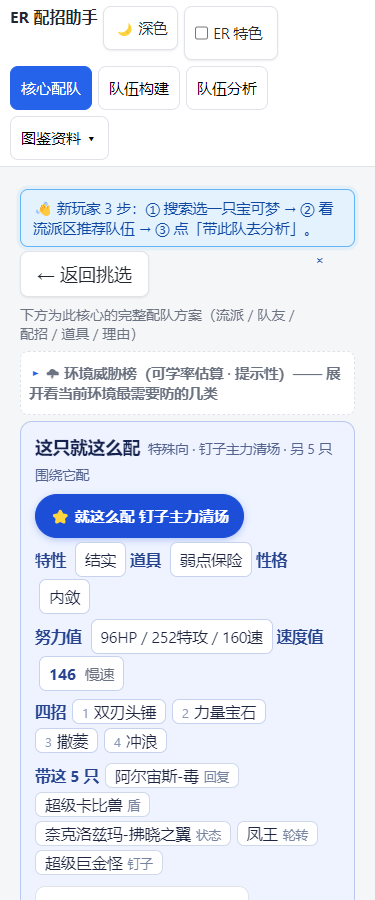 ER 配招助手
🌙 深色
ER 特色
核心配队
队伍构建
队伍分析
图鉴资料 ▾
👋 新玩家 3 步：① 搜索选一只宝可梦 → ② 看
流派区推荐队伍 → ③ 点「带此队去分析」。
×
← 返回挑选
下方为此核心的完整配队方案（流派 / 队友 /
配招 / 道具 / 理由）
▸ 🌩 环境威胁榜（可学率估算 · 提示性）—— 展
开看当前环境最需要防的几类
这只就这么配 特殊向 · 钉子主力清场 · 另 5 只
围绕它配
⭐ 就这么配 钉子主力清场
特性 结实 道具 弱点保险 性格
内敛
努力值 96HP / 252特攻 / 160速 速度值
146 慢速
四招 1 双刃头锤 2 力量宝石
3 撒菱 4 冲浪
带这 5 只 阿尔宙斯-毒 回复
超级卡比兽 盾
奈克洛兹玛-拂晓之翼 状态 凤王 轮转
超级巨金怪 钉子